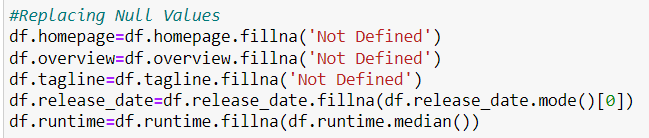 #Replacing Null Values
df.homepage=df.homepage.fillna('Not Defined')
df.overview=df.overview.fillna('Not Defined')
df.tagline=df.tagline.fillna('Not Defined')
df.release_date=df.release_date.fillna(df.release_date.mode()[0])
df.runtime=df.runtime.fillna(df.runtime.median())